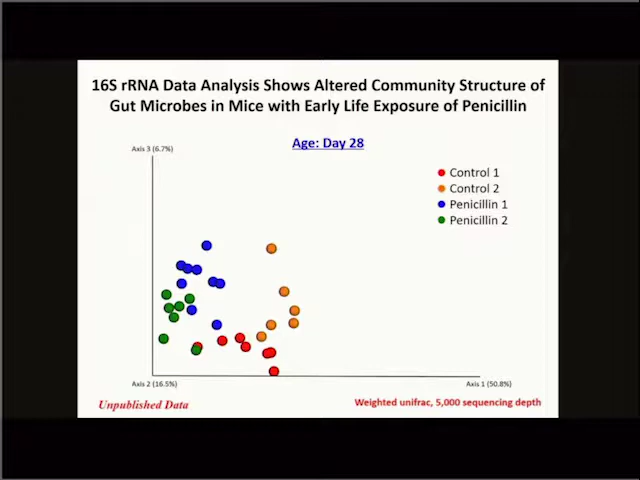 16S rRNA Data Analysis Shows Altered Community Structure of
Gut Microbes in Mice with Early Life Exposure of Penicillin
Age: Day 28
Axis 3 (6.7%)
Control 1
Control 2
Penicillin 1
Penicillin 2
Axis 2 (16.5%)
Axis 1 (50.8%)
Unpublished Data
Weighted unifrac, 5,000 sequencing depth